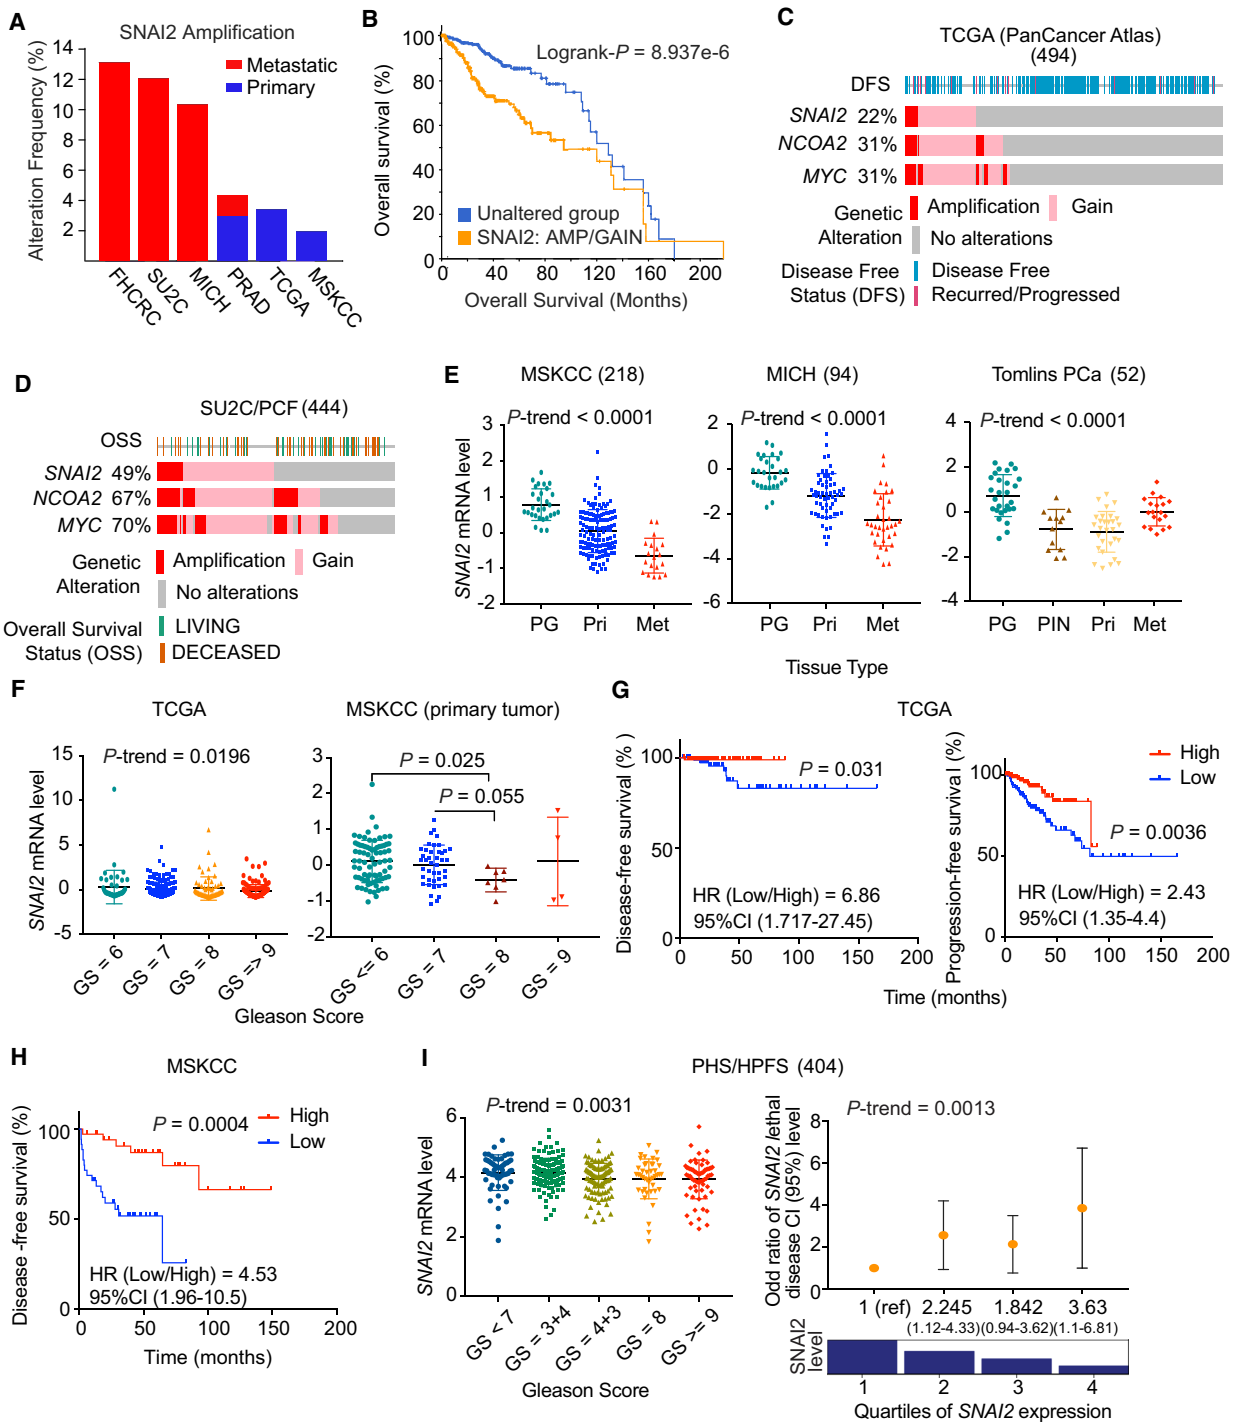 A
SNAI2 Amplification
Alteration Frequency (%)
14
12
10
8
6
4
2
Metastatic
Primary
FHCRC
SU2C
MICH
PRAD
TCGA
MSKCC
B
Overall survival (%)
100
80
60
40
20
0
Logrank-P = 8.937e-6
Unaltered group
SNAI2: AMP/GAIN
0 40 80 120 160 200
Overall Survival (Months)
C
TCGA (PanCancer Atlas)
(494)
DFS
SNAI2 22%
NCOA2 31%
MYC 31%
Genetic Alteration
Amplification Gain
No alterations
Disease Free Status (DFS)
Disease Free
Recurred/Progressed
D
SU2C/PCF (444)
OSS
SNAI2 49%
NCOA2 67%
MYC 70%
Genetic Alteration
Amplification Gain
No alterations
Overall Survival Status (OSS)
LIVING
DECEASED
E
MSKCC (218)
P-trend < 0.0001
SNAI2 mRNA level
3
2
1
0
-1
-2
PG Pri Met
MICH (94)
P-trend < 0.0001
2
0
-2
-4
-6
PG Pri Met
Tomlins PCa (52)
P-trend < 0.0001
4
2
0
-2
-4
PG PIN Pri Met
Tissue Type
F
TCGA
P-trend = 0.0196
SNAI2 mRNA level
15
10
5
0
-5
GS = 6
GS = 7
GS = 8
GS => 9
MSKCC (primary tumor)
P = 0.025
P = 0.055
3
2
1
0
-1
-2
GS <= 6
GS = 7
GS = 8
GS = 9
Gleason Score
G
TCGA
Disease-free survival (% )
100
50
0
P = 0.031
HR (Low/High) = 6.86
95%CI (1.717-27.45)
0 50 100 150 200
Progression-free survival (%)
100
50
0
High
Low
P = 0.0036
HR (Low/High) = 2.43
95%CI (1.35-4.4)
0 50 100 150 200
Time (months)
H
MSKCC
Disease -free survival (%)
100
50
0
P = 0.0004
High
Low
HR (Low/High) = 4.53
95%CI (1.96-10.5)
0 50 100 150 200
Time (months)
I
PHS/HPFS (404)
P-trend = 0.0031
SNAI2 mRNA level
6
4
2
0
GS < 7
GS = 3+4
GS = 4+3
GS = 8
GS >= 9
Gleason Score
P-trend = 0.0013
Odd ratio of SNAI2 lethal
disease CI (95%) level
8
6
4
2
0
1 (ref) 2.245 1.842 3.63
(1.12-4.33) (0.94-3.62) (1.1-6.81)
SNAI2 level
1 2 3 4
Quartiles of SNAI2 expression